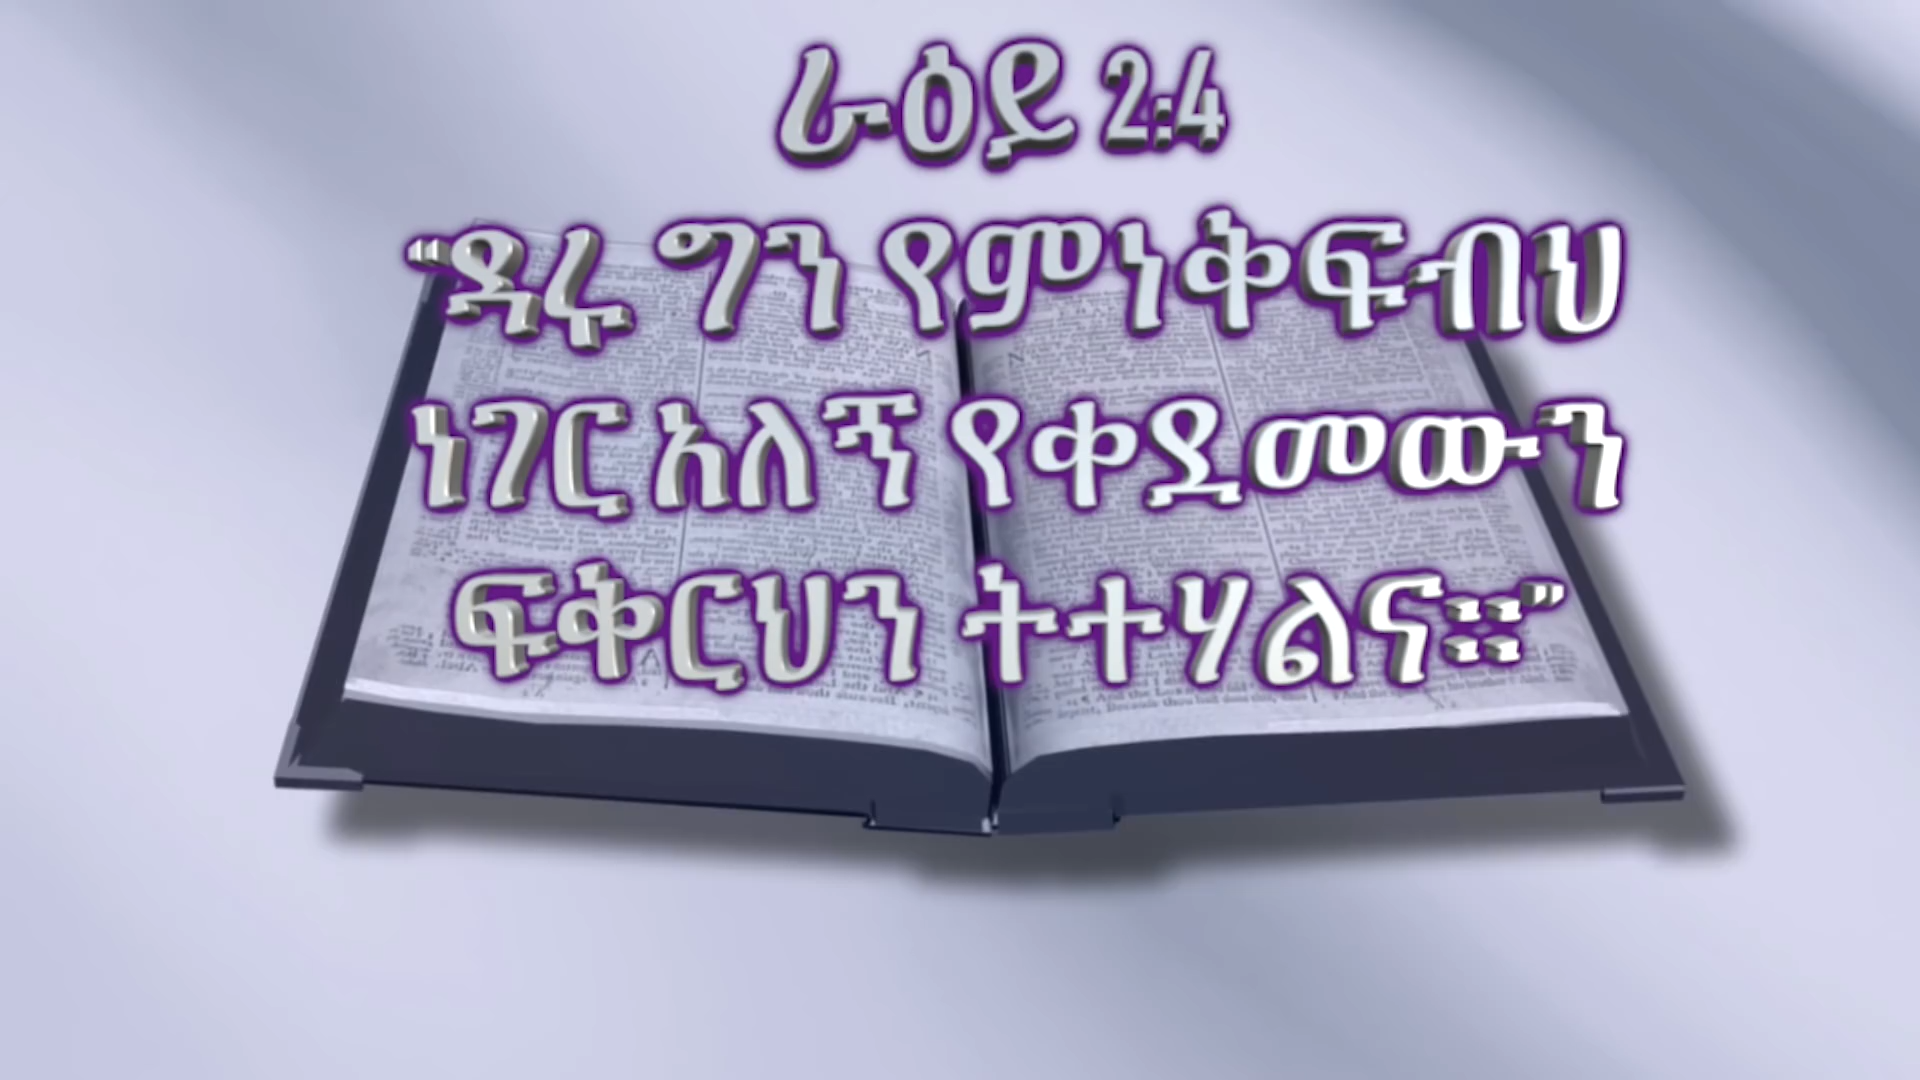 ራዕይ 2:4
"ዳሩ ግን የምነቅፍብህ
ነገር አለኝ የቀደመውን
ፍቅርህን ትተሃልና።።"